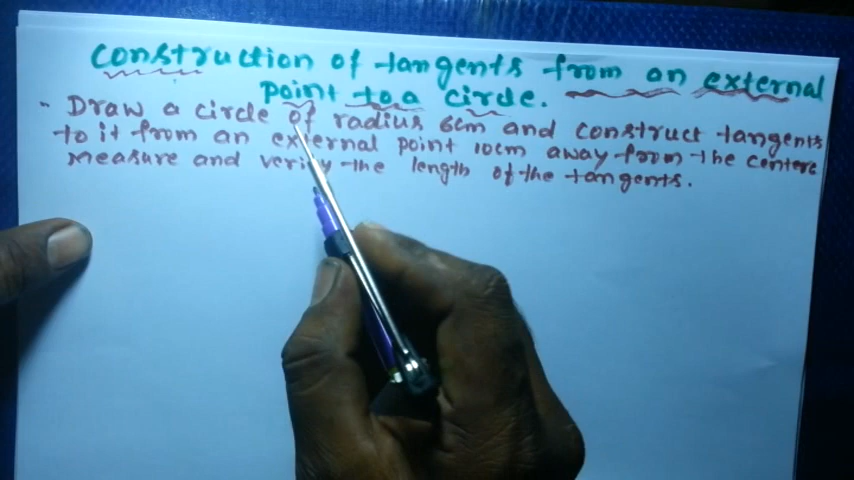 construction of tangents from an external
point to a circle.
Draw a circle of radius 6cm and construct tangents
to it from an external point 10cm away from the centere
measure and verify the length of the tangents.